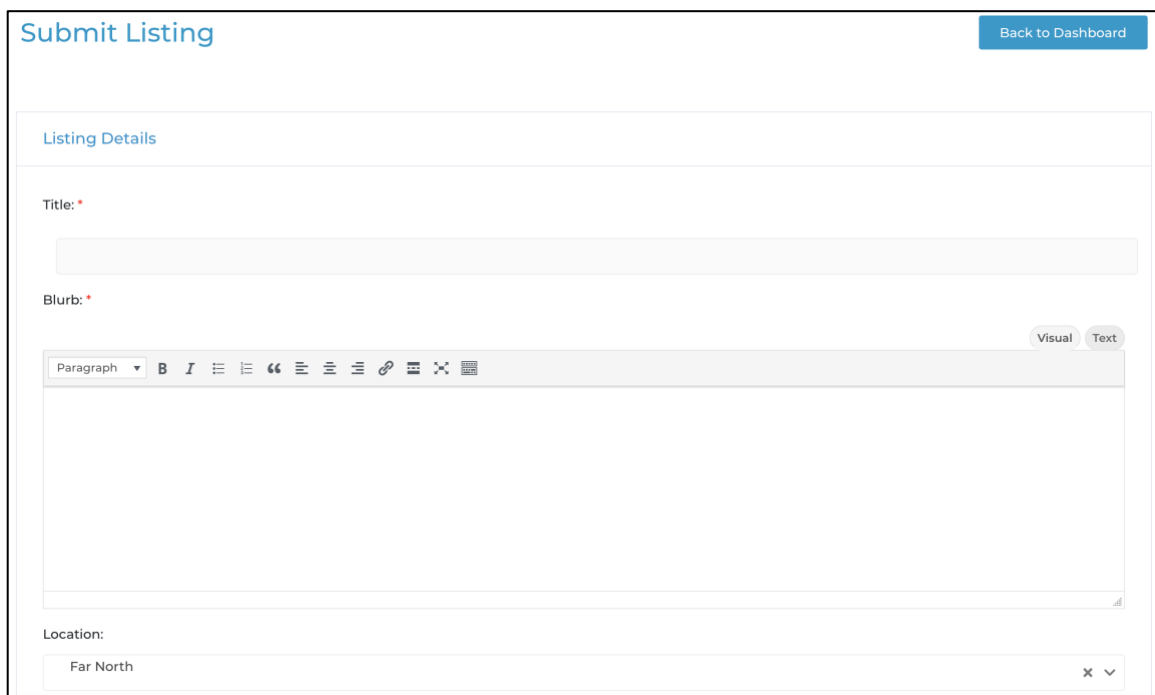 Submit Listing
Back to Dashboard
Listing Details
Title: *
Blurb: *
Visual Text
Paragraph B I
Location:
Far North